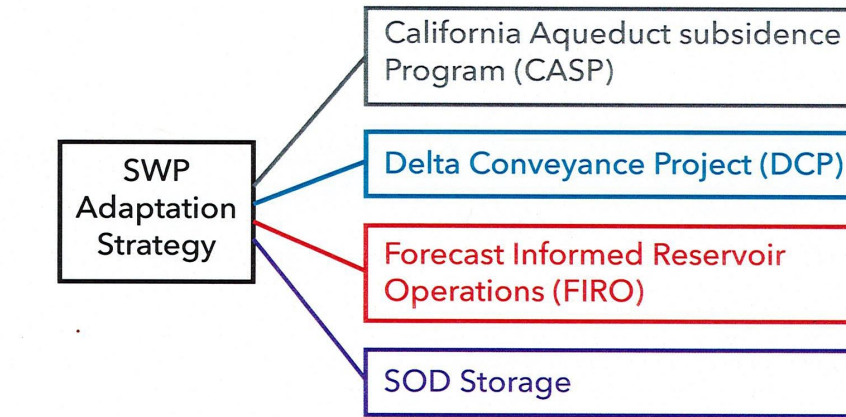 SWP
Adaptation
Strategy
California Aqueduct subsidence
Program (CASP)
Delta Conveyance Project (DCP)
Forecast Informed Reservoir
Operations (FIRO)
SOD Storage